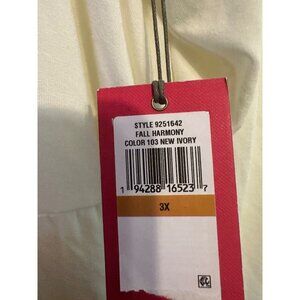 STYLE 9251642
FALL HARMONY
COLOR 103 NEW IVORY
1 94288 16523 7
3X